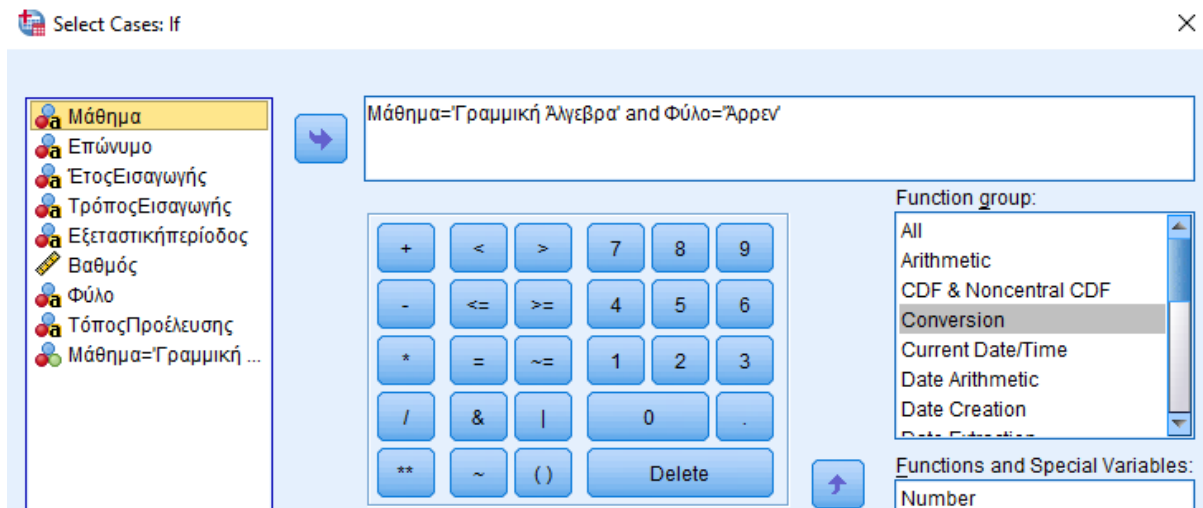 Select Cases: If
Μάθημα
Επώνυμο
ΈτοςΕισαγωγής
ΤρόποςΕισαγωγής
Εξεταστικήπερίοδος
Βαθμός
Φύλο
ΤόποςΠροέλευσης
Μάθημα='Γραμμική ...
Μάθημα='Γραμμική Άλγεβρα' and Φύλο='Άρρεν'
+ < > 7 8 9
- <= >= 4 5 6
* = ~= 1 2 3
/ & | 0 .
** ~ ( ) Delete
Function group:
All
Arithmetic
CDF & Noncentral CDF
Conversion
Current Date/Time
Date Arithmetic
Date Creation
Date Extraction
Functions and Special Variables:
Number